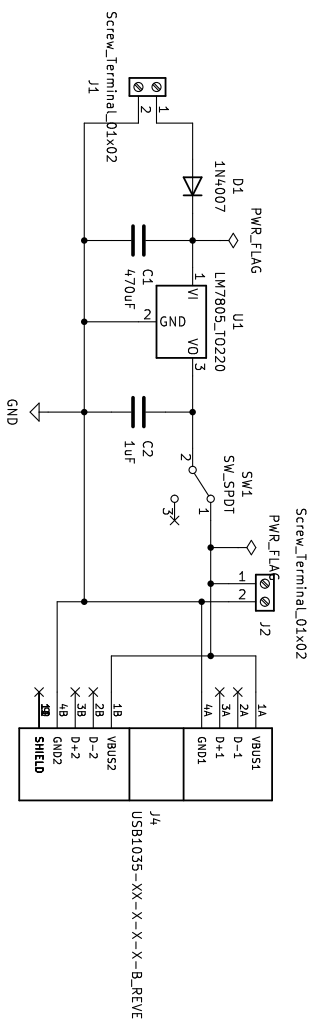 Screw_Terminal_01x02
J1
1
2
D1
1N4007
PWR_FLAG
C1
470uF
U1
LM7805_TO220
1
VI
2
GND
VO
3
GND
C2
1uF
SW1
SW_SPDT
2
1
3
PWR_FLAG
Screw_Terminal_01x02
J2
1
2
1A
VBUS1
2A
D-1
3A
D+1
4A
GND1
1B
VBUS2
2B
D-2
3B
D+2
4B
GND2
SHIELD
J4
USB1035-XX-X-X-X-B_REVE